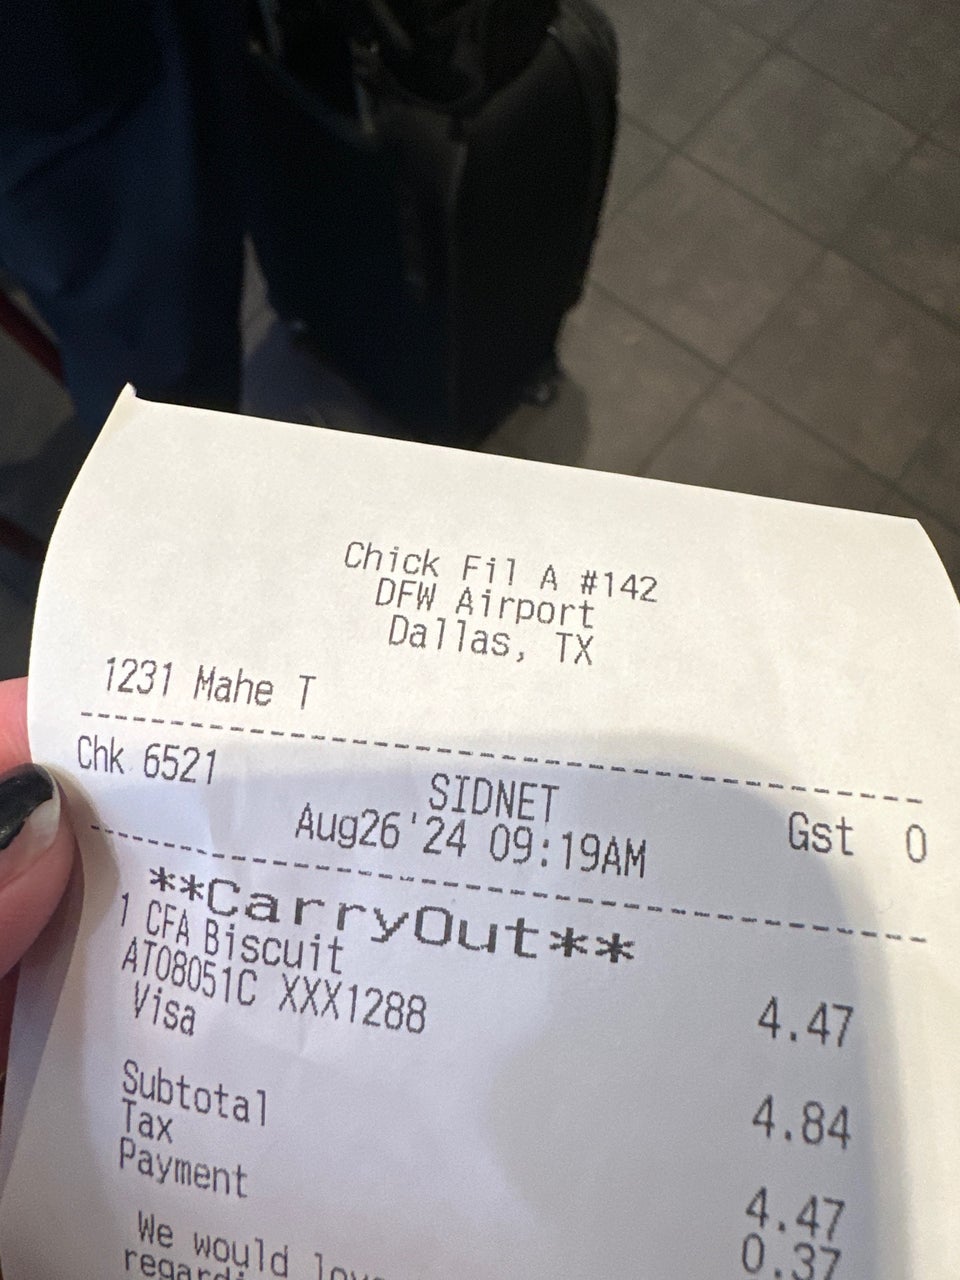 Chick Fil A #142
DFW Airport
Dallas, TX
1231 Mahe T
Chk 6521 SIDNET Gst 0
Aug26'24 09:19AM
**CarryOut**
1 CFA Biscuit 4.47
AT08051C XXX1288
Visa 4.84
Subtotal 4.47
Tax 0.37
Payment
We would